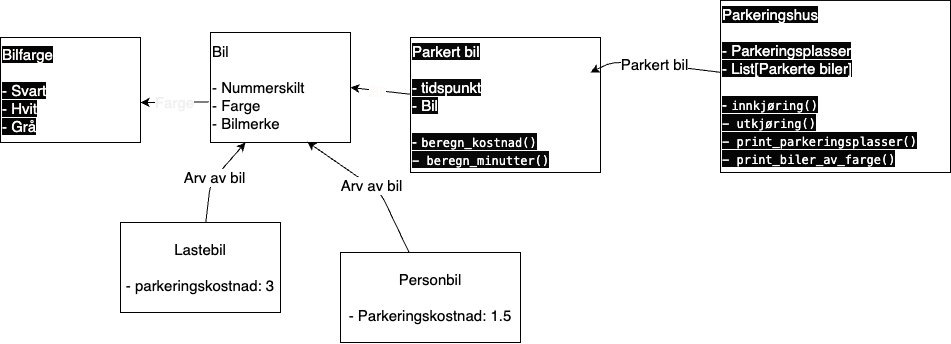 Bilfarge
- Svart
- Hvit
- Grå
Farge
Bil
- Nummerskilt
- Farge
- Bilmerke
Parkert bil
- tidspunkt
- Bil
- beregn_kostnad()
- beregn_minutter()
Parkert bil
Parkeringshus
- Parkeringsplasser
- List[Parkerte biler]
- innkjøring()
- utkjøring()
- print_parkeringsplasser()
- print_biler_av_farge()
Arv av bil
Arv av bil
Lastebil
- parkeringskostnad: 3
Personbil
- Parkeringskostnad: 1.5